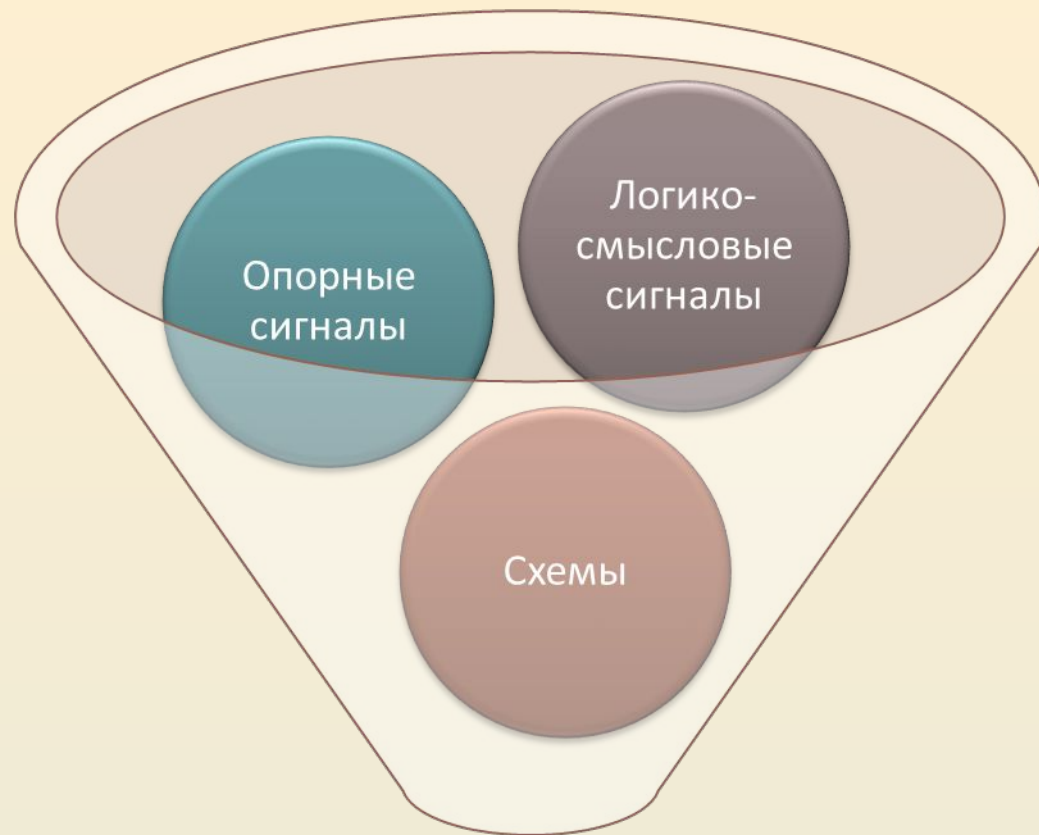 Опорные
сигналы
Логико-
смысловые
сигналы
Схемы